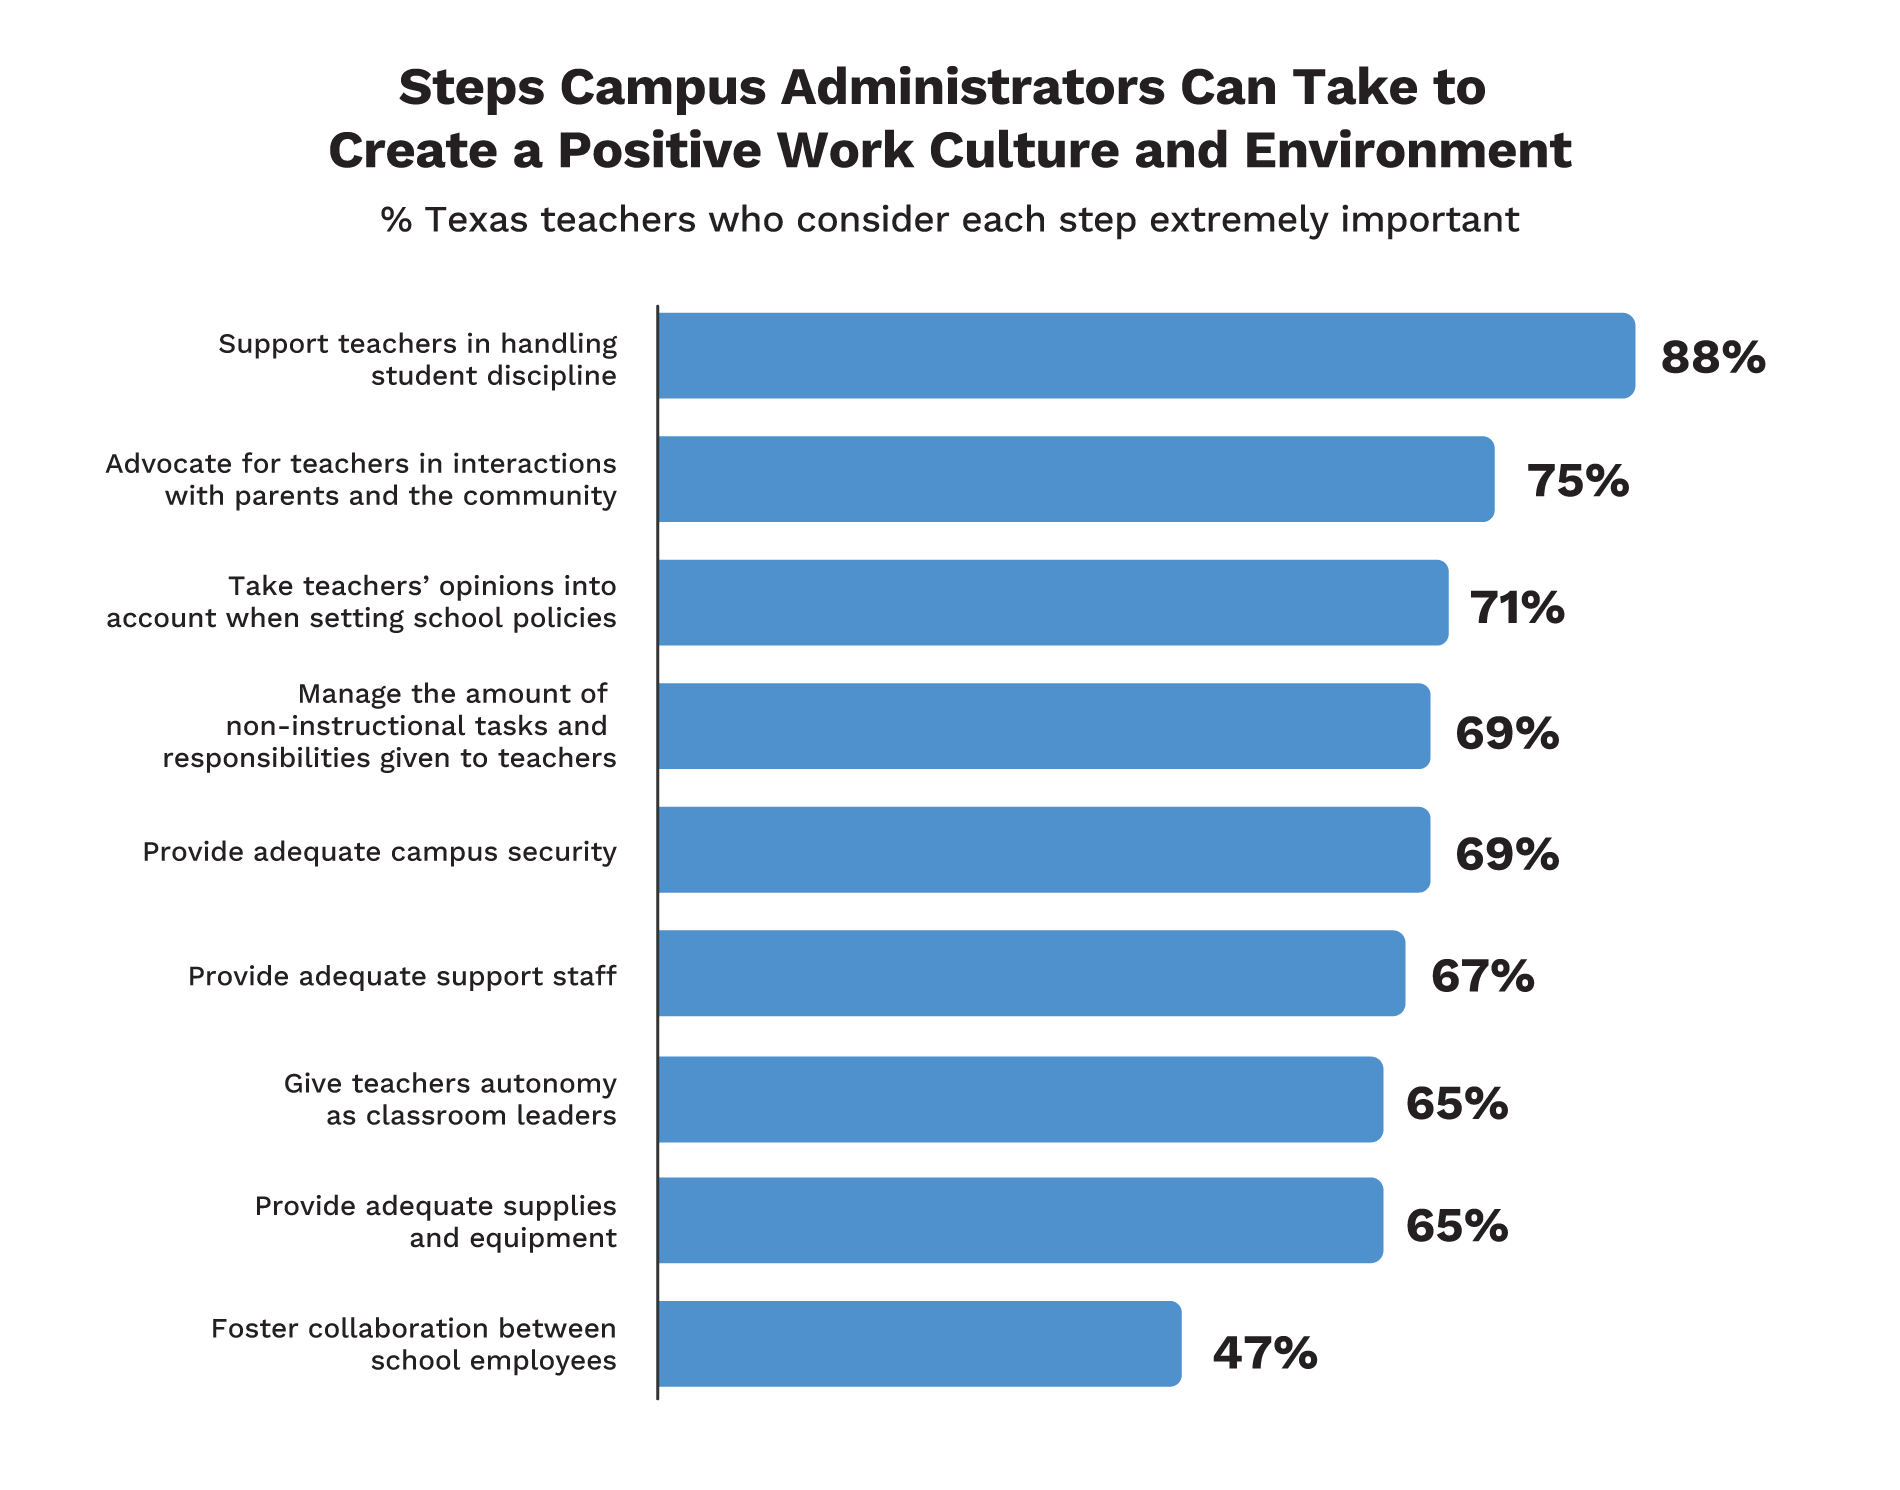 Steps Campus Administrators Can Take to
Create a Positive Work Culture and Environment
% Texas teachers who consider each step extremely important
Support teachers in handling
student discipline
88%
Advocate for teachers in interactions
with parents and the community
75%
Take teachers’ opinions into
account when setting school policies
71%
Manage the amount of
non-instructional tasks and
responsibilities given to teachers
69%
Provide adequate campus security
69%
Provide adequate support staff
67%
Give teachers autonomy
as classroom leaders
65%
Provide adequate supplies
and equipment
65%
Foster collaboration between
school employees
47%